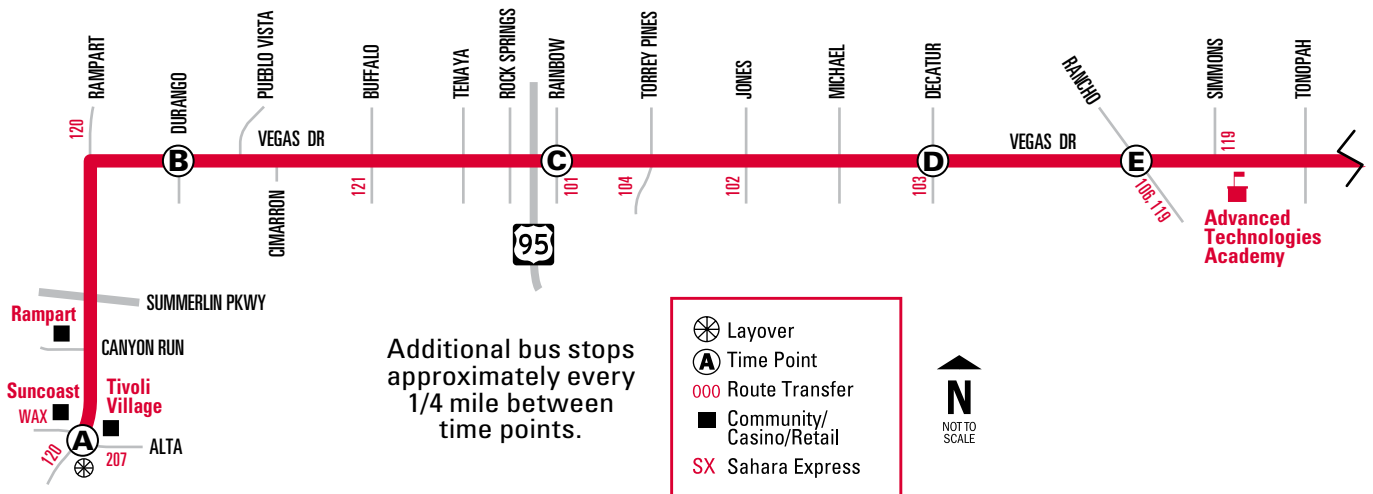 RAMPART
DURANGO
PUEBLO VISTA
BUFFALO
TENAYA
ROCK SPRINGS
RAINBOW
TORREY PINES
JONES
MICHAEL
DECATUR
RANCHO
SIMMONS
TONOPAH
120
B
VEGAS DR
C
D
VEGAS DR
E
119
CIMARRON
121
101
104
102
103
106, 119
95
Advanced
Technologies
Academy
SUMMERLIN PKWY
Rampart
CANYON RUN
Suncoast
WAX
Tivoli
Village
A
ALTA
120
207
Additional bus stops
approximately every
1/4 mile between
time points.
Layover
A Time Point
000 Route Transfer
Community/
Casino/Retail
SX Sahara Express
N
NOT TO
SCALE